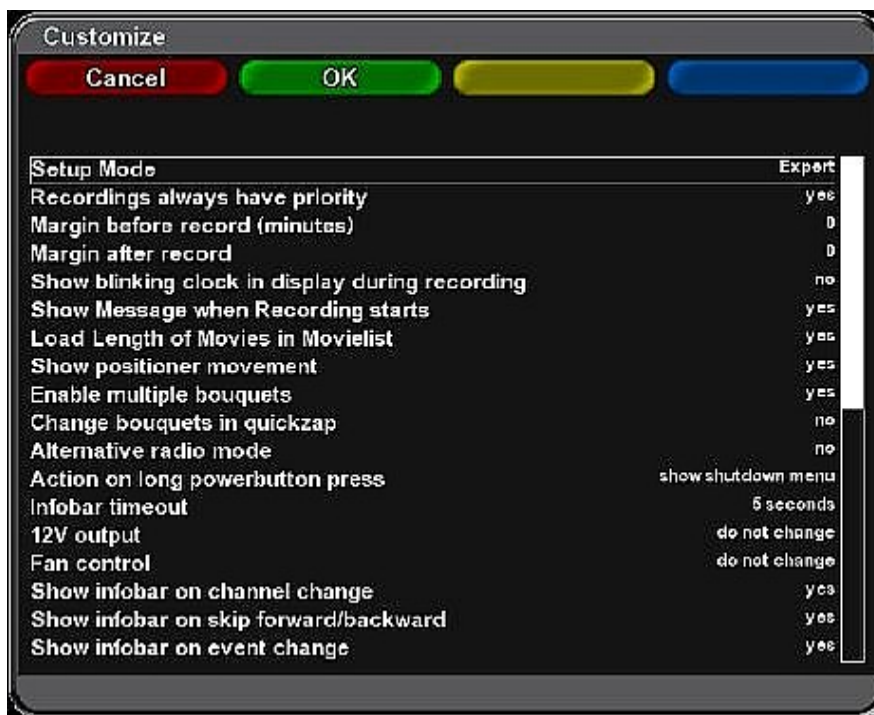 Customize
Cancel OK
Setup Mode Expert
Recordings always have priority yes
Margin before record (minutes) 0
Margin after record 0
Show blinking clock in display during recording no
Show Message when Recording starts yes
Load Length of Movies in Movielist yes
Show positioner movement yes
Enable multiple bouquets yes
Change bouquets in quickzap no
Alternative radio mode no
Action on long powerbutton press show shutdown menu
Infobar timeout 5 seconds
12V output do not change
Fan control do not change
Show infobar on channel change yes
Show infobar on skip forward/backward yes
Show infobar on event change yes